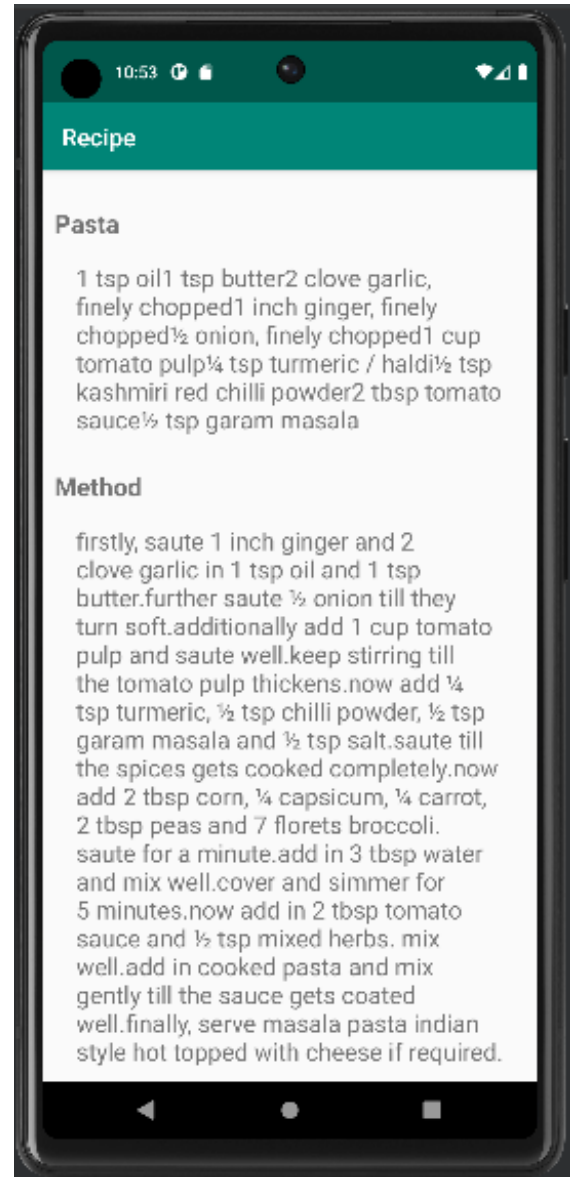 10:53
Recipe
Pasta
1 tsp oil1 tsp butter2 clove garlic,
finely chopped1 inch ginger, finely
chopped½ onion, finely chopped1 cup
tomato pulp¼ tsp turmeric / haldi½ tsp
kashmiri red chilli powder2 tbsp tomato
sauce½ tsp garam masala
Method
firstly, saute 1 inch ginger and 2
clove garlic in 1 tsp oil and 1 tsp
butter.further saute ½ onion till they
turn soft.additionally add 1 cup tomato
pulp and saute well.keep stirring till
the tomato pulp thickens.now add ¼
tsp turmeric, ½ tsp chilli powder, ½ tsp
garam masala and ½ tsp salt.saute till
the spices gets cooked completely.now
add 2 tbsp corn, ¼ capsicum, ¼ carrot,
2 tbsp peas and 7 florets broccoli.
saute for a minute.add in 3 tbsp water
and mix well.cover and simmer for
5 minutes.now add in 2 tbsp tomato
sauce and ½ tsp mixed herbs. mix
well.add in cooked pasta and mix
gently till the sauce gets coated
well.finally, serve masala pasta indian
style hot topped with cheese if required.